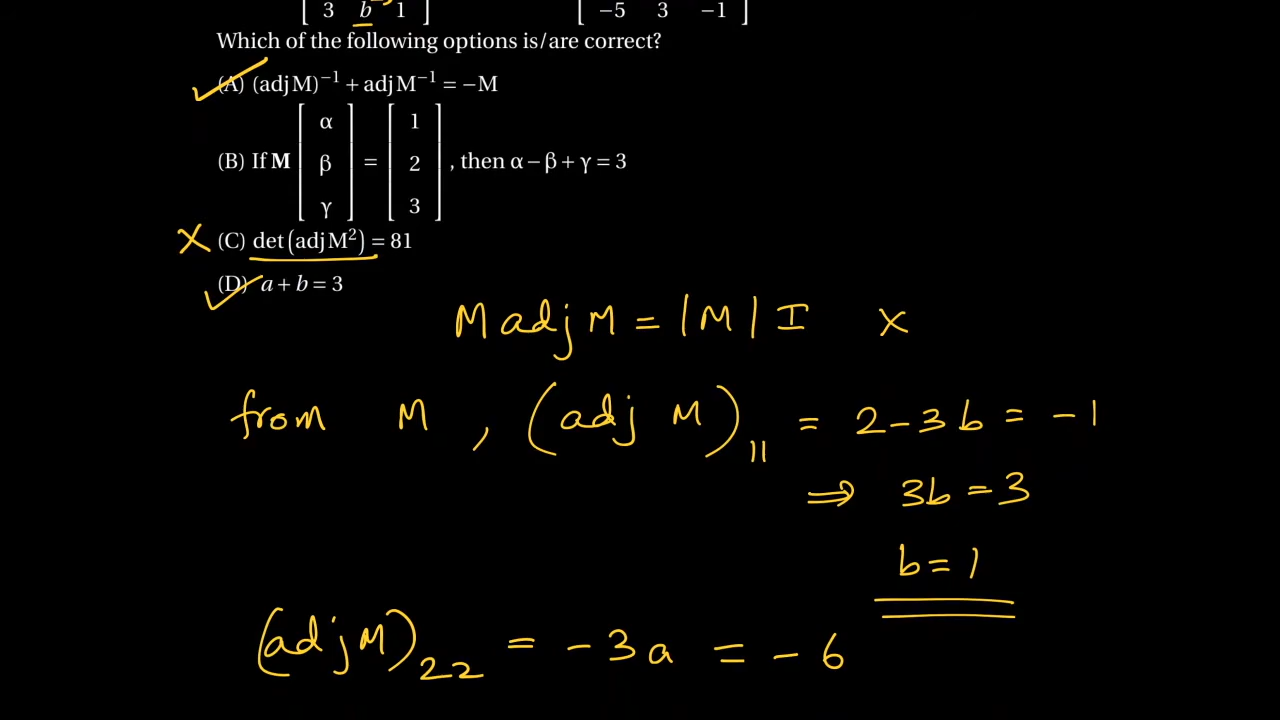 3 b 1 −5 3 −1
Which of the following options is/are correct?
(A) (adj M)⁻¹ + adj M⁻¹ = −M
(B) If M [α β γ] = [1 2 3], then α − β + γ = 3
X (C) det(adj M²) = 81
(D) a + b = 3
M adj M = |M| I X
from M, (adj M)₁₁ = 2 − 3b = −1
⇒ 3b = 3
b = 1
(adj M)₂₂ = −3a = −6